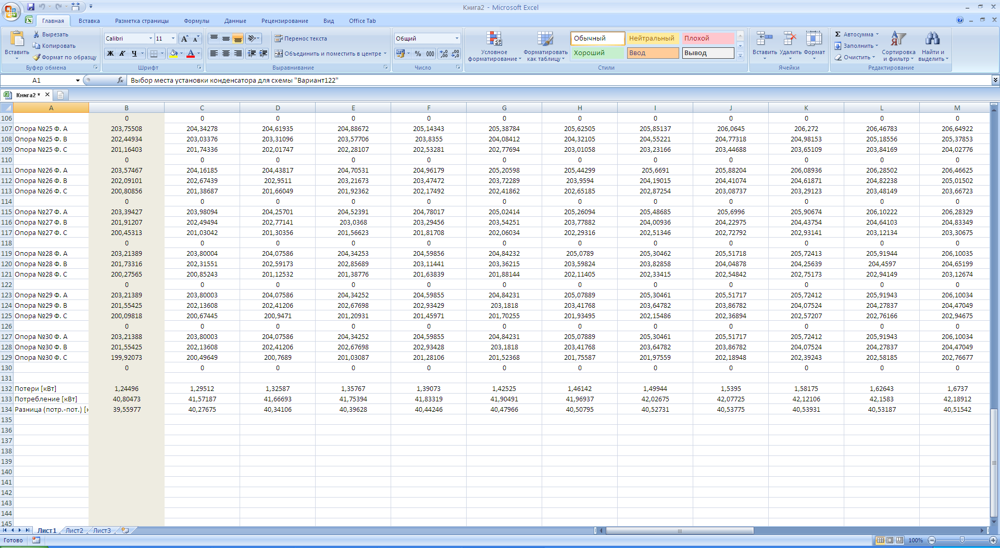 Книга2 - Microsoft Excel
Главная Вставка Разметка страницы Формулы Данные Рецензирование Вид Office Tab
Вставить Вырезать Копировать Формат по образцу Буфер обмена
Calibri 11 Ж К Ч Шрифт
Перенос текста Объединить и поместить в центре Выравнивание
Общий % 000 Число
Условное форматирование Форматировать как таблицу Обычный Нейтральный Плохой Хороший Ввод Вывод Стили
Вставить Удалить Формат Ячейки
Σ Автосумма Заполнить Очистить Сортировка и фильтр Найти и выделить Редактирование
A1 fx Выбор места установки конденсатора для схемы "Вариант122"
Книга2 *
A B C D E F G H I J K L M
106 0 0 0 0 0 0 0 0 0 0 0 0
107 Опора №25 Ф. А 203,75508 204,34278 204,61935 204,88672 205,14343 205,38784 205,62505 205,85137 206,0645 206,272 206,46783 206,64922
108 Опора №25 Ф. В 202,44934 203,03376 203,31096 203,57706 203,8355 204,08412 204,32105 204,55221 204,77318 204,98153 205,18556 205,37853
109 Опора №25 Ф. С 201,16403 201,74336 202,01747 202,28107 202,53281 202,77694 203,01058 203,23166 203,44688 203,65109 203,84169 204,02776
110 0 0 0 0 0 0 0 0 0 0 0 0
111 Опора №26 Ф. А 203,57467 204,16185 204,43817 204,70531 204,96179 205,20598 205,44299 205,6691 205,88204 206,08936 206,28502 206,46625
112 Опора №26 Ф. В 202,09101 202,67439 202,9511 203,21673 203,47472 203,72289 203,9594 204,19015 204,41074 204,61871 204,82238 205,01502
113 Опора №26 Ф. С 200,80856 201,38687 201,66049 201,92362 202,17492 202,41862 202,65185 202,87254 203,08737 203,29123 203,48149 203,66723
114 0 0 0 0 0 0 0 0 0 0 0 0
115 Опора №27 Ф. А 203,39427 203,98094 204,25701 204,52391 204,78017 205,02414 205,26094 205,48685 205,6996 205,90674 206,10222 206,28329
116 Опора №27 Ф. В 201,91207 202,49494 202,77141 203,0368 203,29456 203,54251 203,77882 204,00936 204,22975 204,43754 204,64103 204,83349
117 Опора №27 Ф. С 200,45313 201,03042 201,30356 201,56623 201,81708 202,06034 202,29316 202,51346 202,72792 202,93141 203,12134 203,30675
118 0 0 0 0 0 0 0 0 0 0 0 0
119 Опора №28 Ф. А 203,21389 203,80004 204,07586 204,34253 204,59856 204,84232 205,0789 205,30462 205,51718 205,72413 205,91944 206,10035
120 Опора №28 Ф. В 201,73316 202,31551 202,59173 202,85689 203,11441 203,36215 203,59824 203,82858 204,04878 204,25639 204,4597 204,65199
121 Опора №28 Ф. С 200,27565 200,85243 201,12532 201,38776 201,63839 201,88144 202,11405 202,33415 202,54842 202,75173 202,94149 203,12674
122 0 0 0 0 0 0 0 0 0 0 0 0
123 Опора №29 Ф. А 203,21389 203,80003 204,07586 204,34252 204,59855 204,84231 205,07889 205,30461 205,51717 205,72412 205,91943 206,10034
124 Опора №29 Ф. В 201,55425 202,13608 202,41206 202,67698 202,93429 203,1818 203,41768 203,64782 203,86782 204,07524 204,27837 204,47049
125 Опора №29 Ф. С 200,09818 200,67445 200,9471 201,20931 201,45971 201,70255 201,93495 202,15486 202,36894 202,57207 202,76166 202,94675
126 0 0 0 0 0 0 0 0 0 0 0 0
127 Опора №30 Ф. А 203,21388 203,80003 204,07586 204,34252 204,59855 204,84231 205,07889 205,30461 205,51717 205,72412 205,91943 206,10034
128 Опора №30 Ф. В 201,55425 202,13608 202,41206 202,67698 202,93428 203,1818 203,41768 203,64782 203,86782 204,07524 204,27837 204,47049
129 Опора №30 Ф. С 199,92073 200,49649 200,7689 201,03087 201,28106 201,52368 201,75587 201,97559 202,18948 202,39243 202,58185 202,76677
130 0 0 0 0 0 0 0 0 0 0 0 0
131
132 Потери [кВт] 1,24496 1,29512 1,32587 1,35767 1,39073 1,42525 1,46142 1,49944 1,5395 1,58175 1,62643 1,6737
133 Потребление [кВт] 40,80473 41,57187 41,66693 41,75394 41,83319 41,90491 41,96937 42,02675 42,07725 42,12106 42,1583 42,18912
134 Разница (потр.-пот.) [к 39,55977 40,27675 40,34106 40,39628 40,44246 40,47966 40,50795 40,52731 40,53775 40,53931 40,53187 40,51542
135
136
137
138
139
140
141
142
143
144
145
Лист1 Лист2 Лист3
Готово 100%